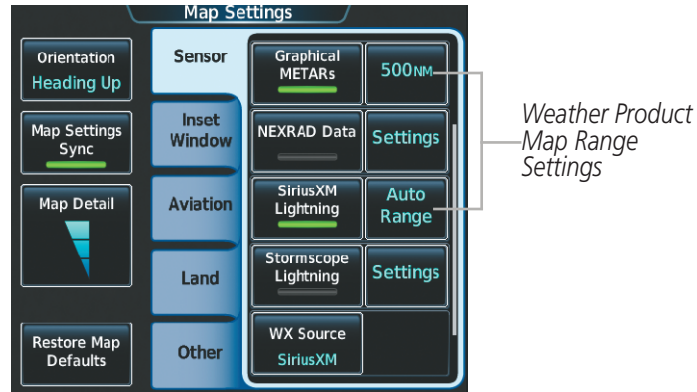 Map Settings
Orientation
Heading Up
Map Settings
Sync
Map Detail
Restore Map
Defaults
Sensor
Inset
Window
Aviation
Land
Other
Graphical
METARs
500NM
NEXRAD Data
Settings
SiriusXM
Lightning
Auto
Range
Stormscope
Lightning
Settings
WX Source
SiriusXM
Weather Product
Map Range
Settings